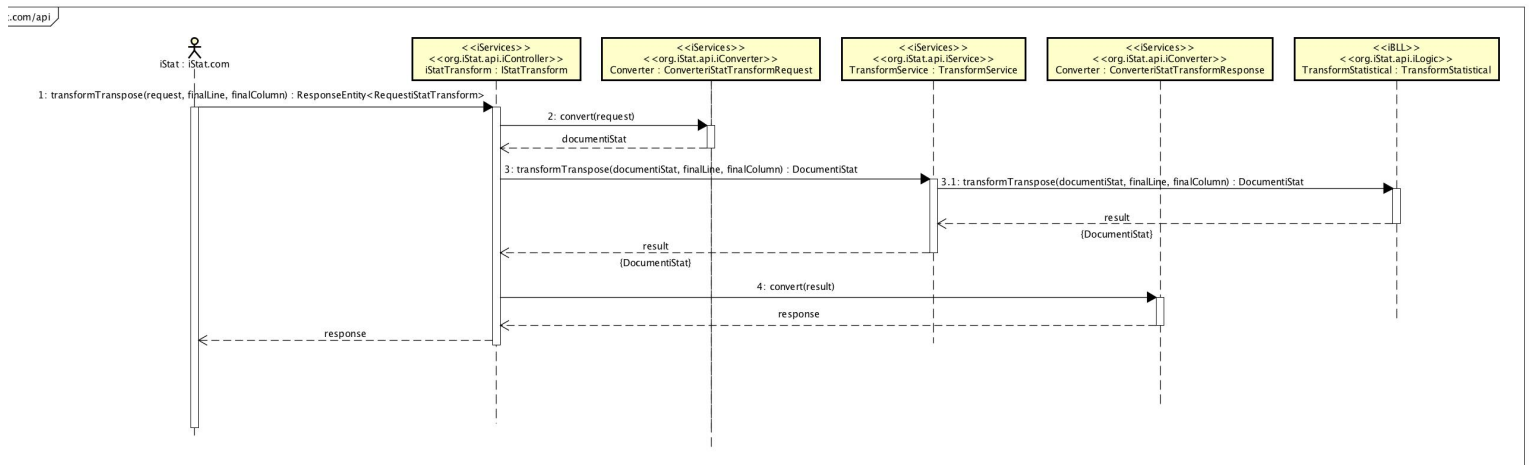 t.com/api
iStat : iStat.com
<<iServices>>
<<org.iStat.api.iController>>
iStatTransform : IStatTransform
<<iServices>>
<<org.iStat.api.iConverter>>
Converter : ConverteriStatTransformRequest
<<iServices>>
<<org.iStat.api.iService>>
TransformService : TransformService
<<iServices>>
<<org.iStat.api.iConverter>>
Converter : ConverteriStatTransformResponse
<<iBLL>>
<<org.iStat.api.iLogic>>
TransformStatistical : TransformStatistical
1: transformTranspose(request, finalLine, finalColumn) : ResponseEntity<RequestiStatTransform>
2: convert(request)
documentiStat
3: transformTranspose(documentiStat, finalLine, finalColumn) : DocumentiStat
3.1: transformTranspose(documentiStat, finalLine, finalColumn) : DocumentiStat
result
{DocumentiStat}
result
{DocumentiStat}
4: convert(result)
response
response